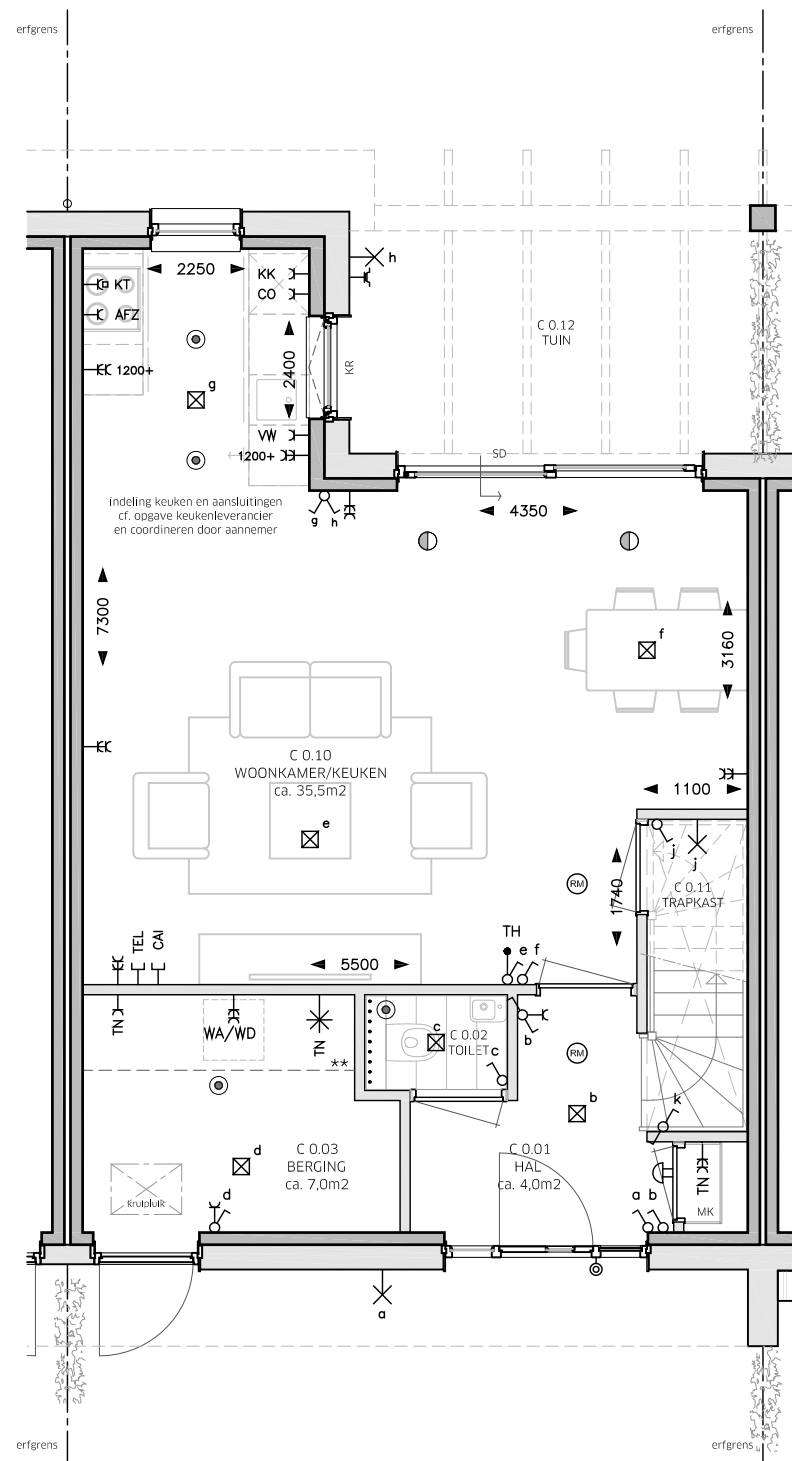 erfgrens
erfgrens
h
2250
KK
CO
KT
AFZ
C 0.12
TUIN
2400
KR
1200+
g
VW
1200+
SD
indeling keuken en aansluitingen
cf. opgave keukenleverancier
en coordineren door aannemer
g
h
4350
7300
f
3160
C 0.10
WOONKAMER/KEUKEN
ca. 35,5m2
1100
e
j
j
C 0.11
TRAPKAST
RM
1740
TEL
CAI
TH
e f
5500
TN
WA/WD
TN
**
c
C 0.02
TOILET
c
b
RM
b
k
d
C 0.03
BERGING
ca. 7,0m2
C 0.01
HAL
ca. 4,0m2
TN
MK
kruipluik
d
a b
a
erfgrens
erfgrens